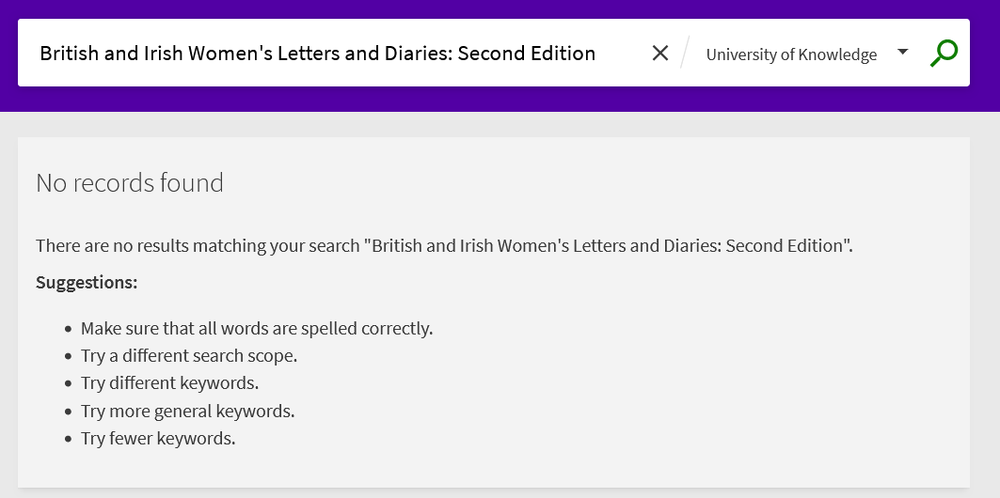 British and Irish Women's Letters and Diaries: Second Edition University of Knowledge
No records found
There are no results matching your search "British and Irish Women's Letters and Diaries: Second Edition".
Suggestions:
• Make sure that all words are spelled correctly.
• Try a different search scope.
• Try different keywords.
• Try more general keywords.
• Try fewer keywords.